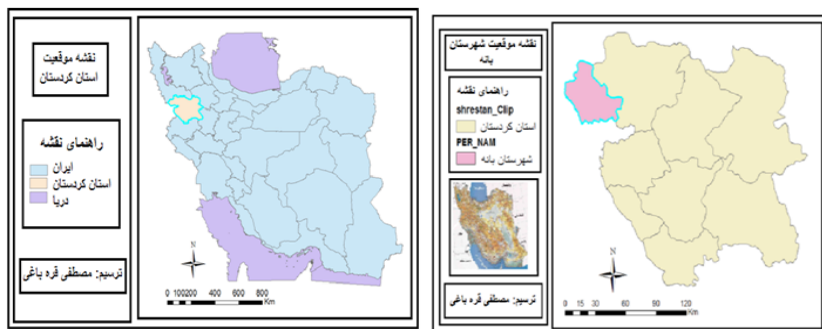 نقشه موقعیت
استان کردستان
راهنمای نقشه
ایران
استان کردستان
دریا
ترسیم: مصطفی قره باغی
N
0 100200 400 600 800
Km
نقشه موقعیت شهرستان
بانه
راهنمای نقشه
shrestan_Clip
استان کردستان
PER_NAM
شهرستان بانه
ترسیم: مصطفی قره باغی
N
0 15 30 60 90 120
Km